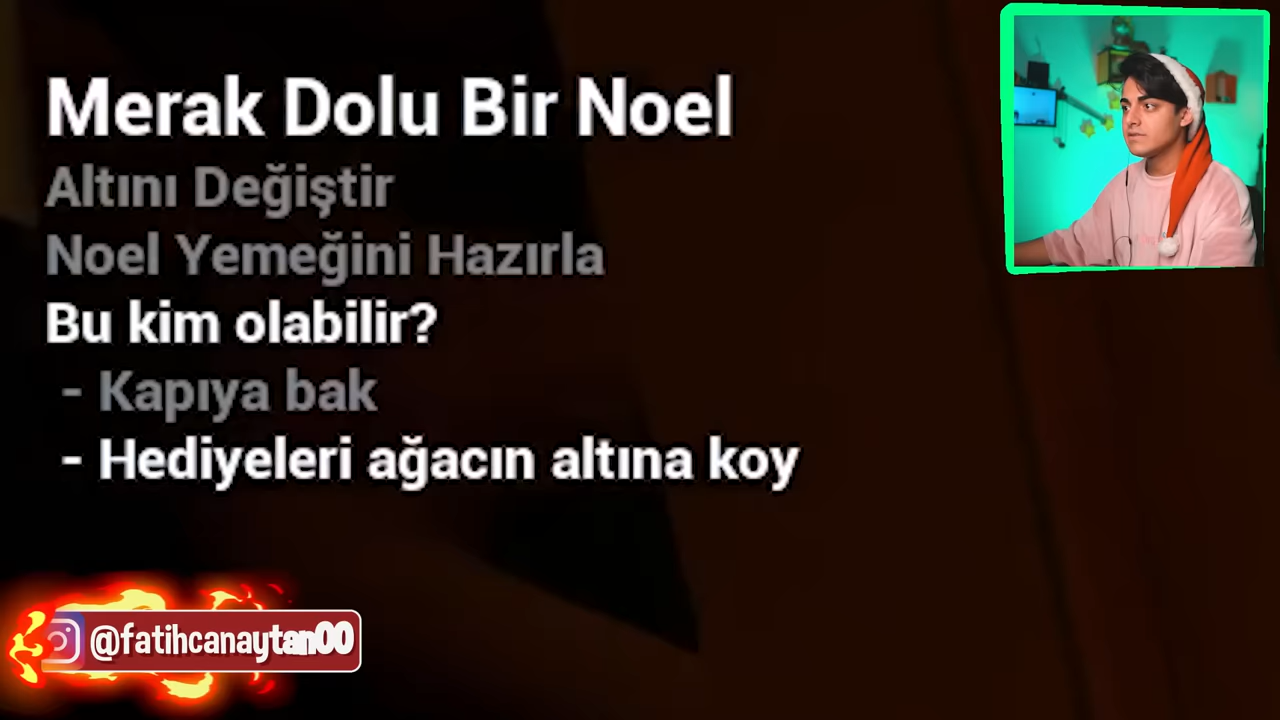 Merak Dolu Bir Noel
Altını Değiştir
Noel Yemeğini Hazırla
Bu kim olabilir?
- Kapıya bak
- Hediyeleri ağacın altına koy
@fatihcanaytan00